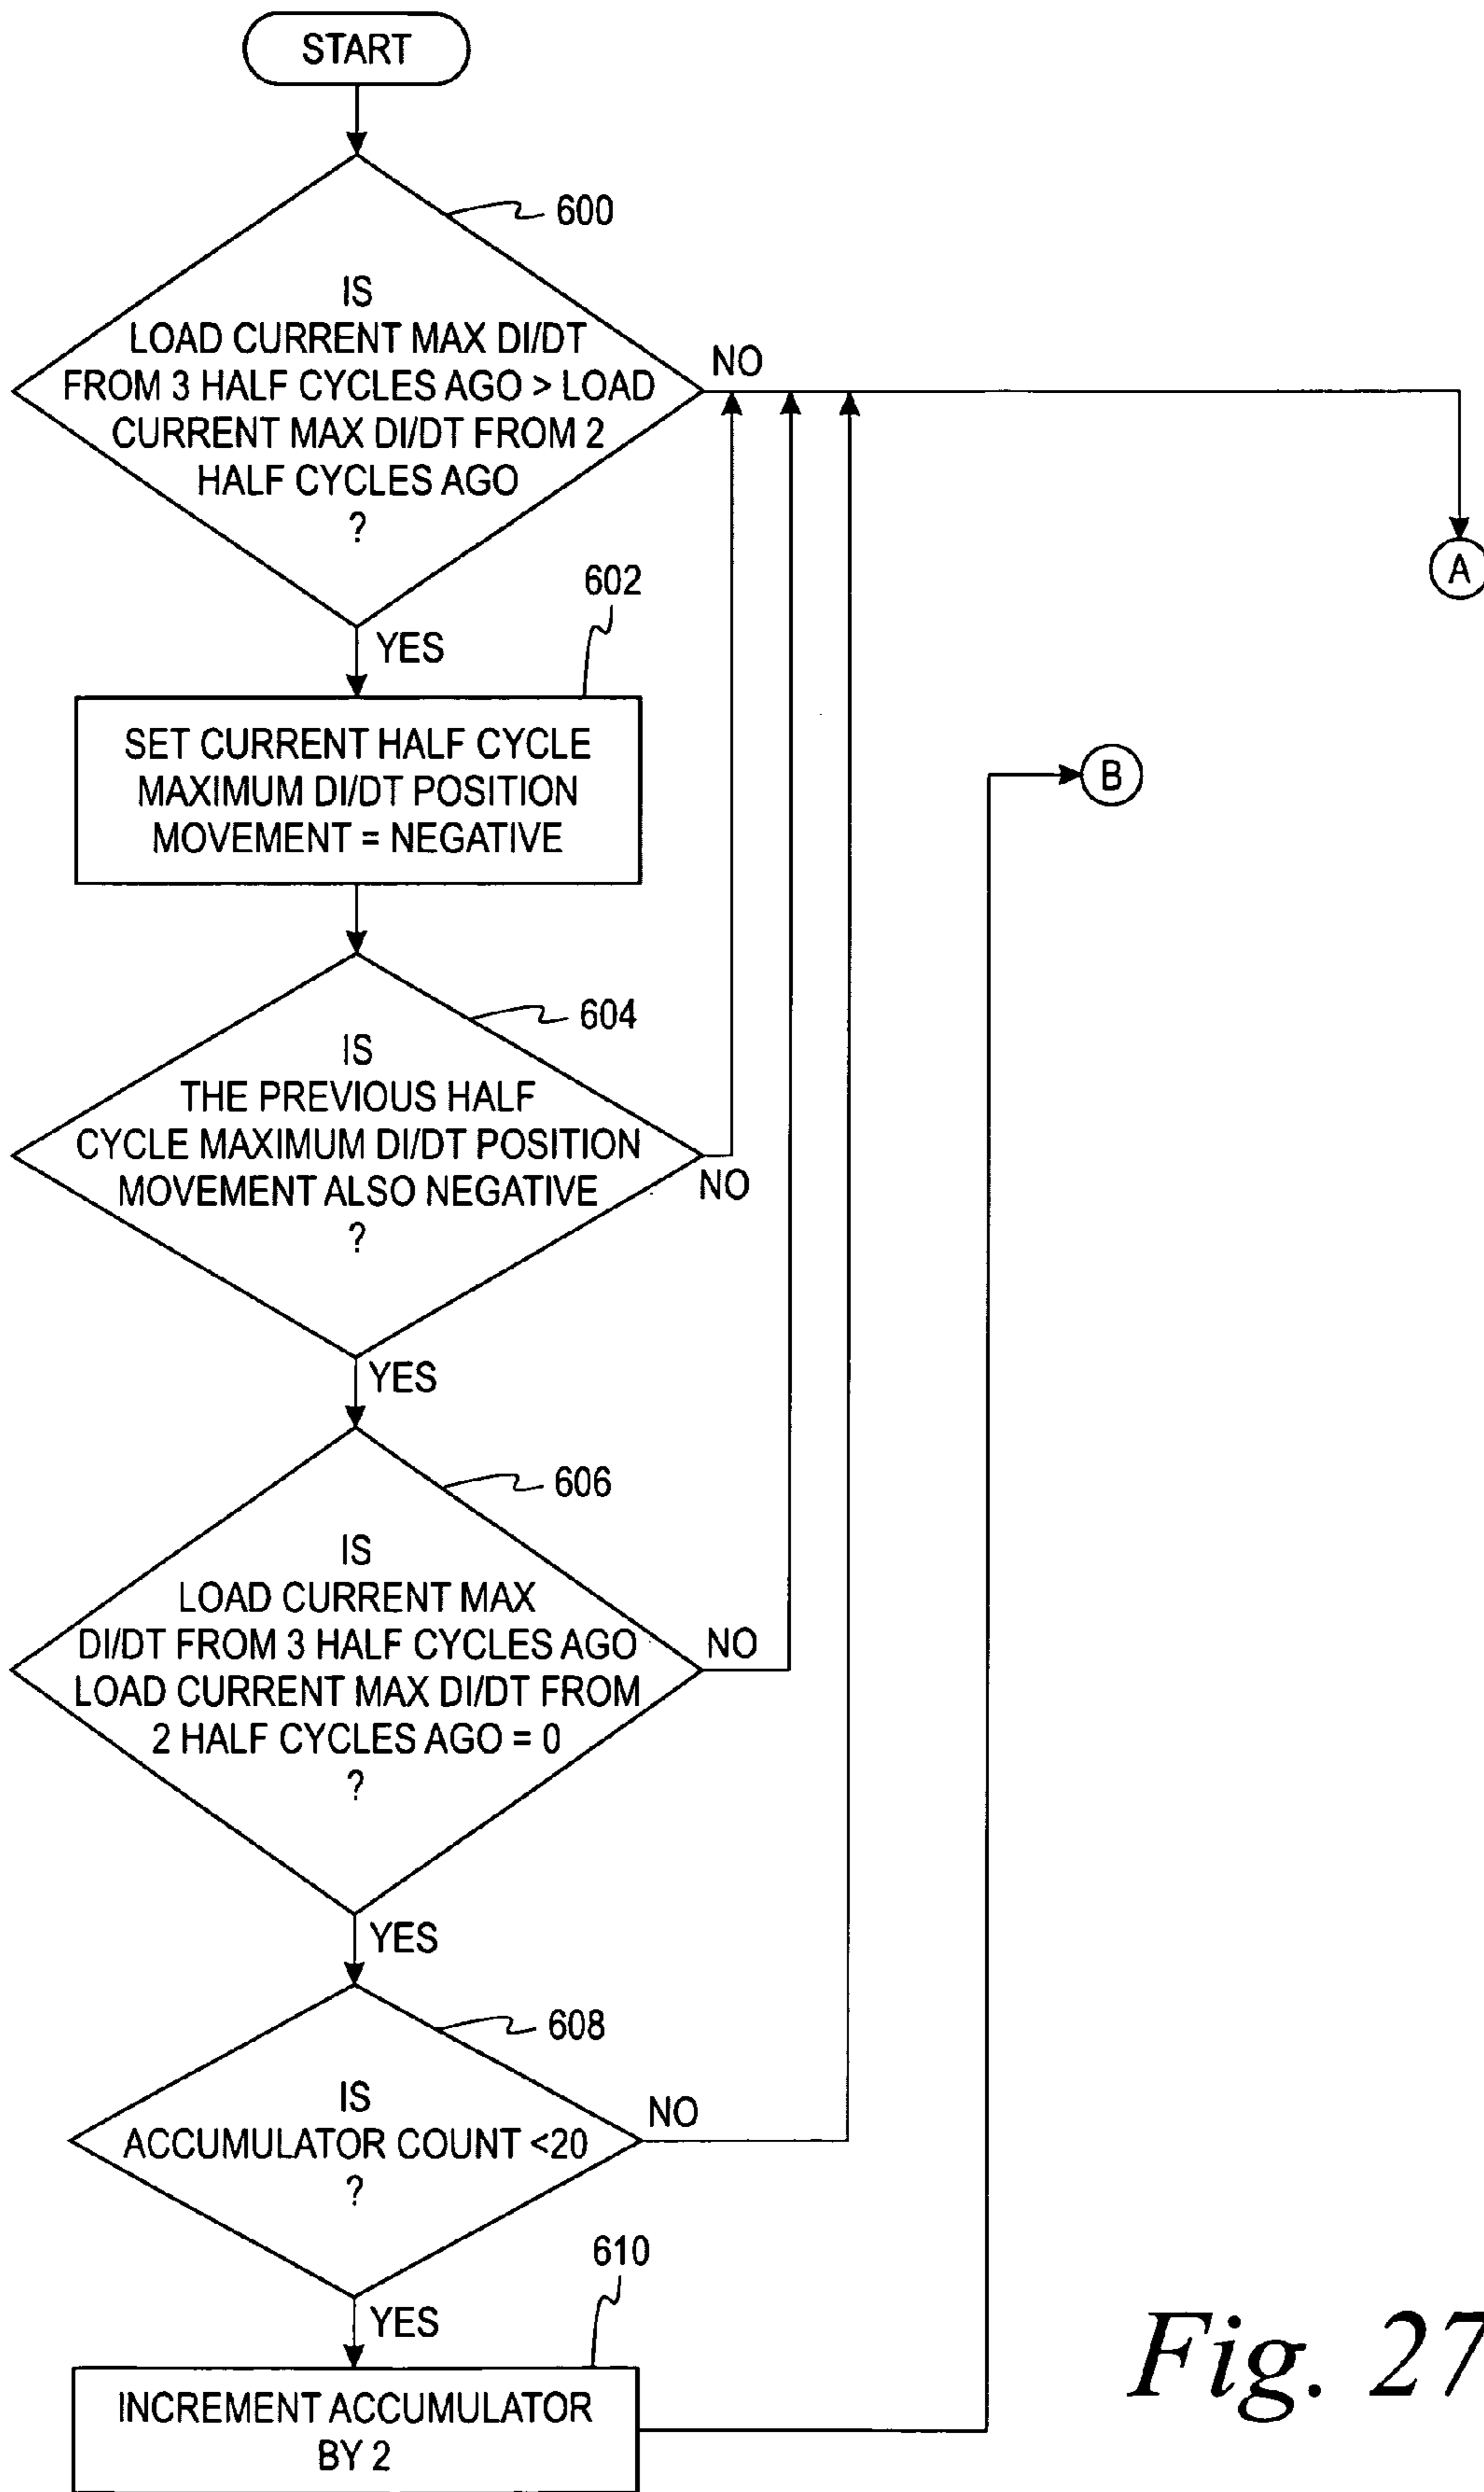 START
600
IS
LOAD CURRENT MAX DI/DT
FROM 3 HALF CYCLES AGO > LOAD
CURRENT MAX DI/DT FROM 2
HALF CYCLES AGO
?
NO
A
YES
602
SET CURRENT HALF CYCLE
MAXIMUM DI/DT POSITION
MOVEMENT = NEGATIVE
B
604
IS
THE PREVIOUS HALF
CYCLE MAXIMUM DI/DT POSITION
MOVEMENT ALSO NEGATIVE
?
NO
YES
606
IS
LOAD CURRENT MAX
DI/DT FROM 3 HALF CYCLES AGO
LOAD CURRENT MAX DI/DT FROM
2 HALF CYCLES AGO = 0
?
NO
YES
608
IS
ACCUMULATOR COUNT <20
?
NO
YES
610
INCREMENT ACCUMULATOR
BY 2
Fig. 27